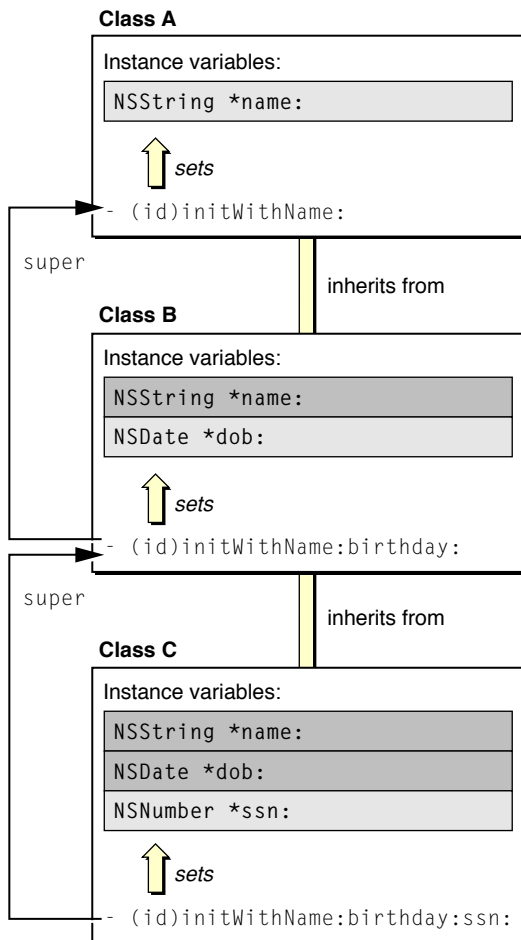 Class A
Instance variables:
NSString *name:
sets
- (id)initWithName:
super
inherits from
Class B
Instance variables:
NSString *name:
NSDate *dob:
sets
- (id)initWithName:birthday:
super
inherits from
Class C
Instance variables:
NSString *name:
NSDate *dob:
NSNumber *ssn:
sets
- (id)initWithName:birthday:ssn: